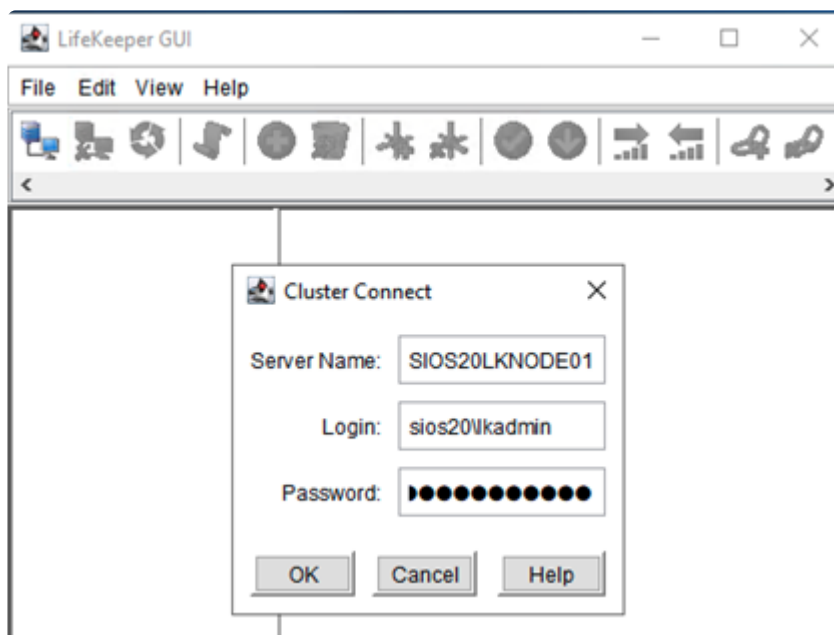 LifeKeeper GUI
File Edit View Help
Cluster Connect
Server Name: SIOS20LKNODE01
Login: sios20\lkadmin
Password:
OK Cancel Help